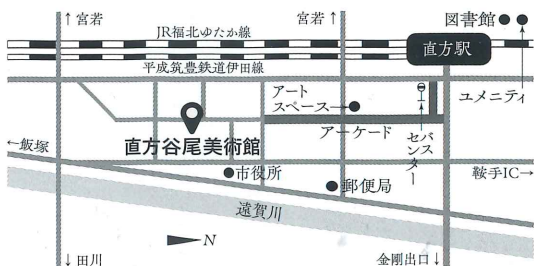 ↑宮若
宮若↑
図書館
JR福北ゆたか線
直方駅
平成筑豊鉄道伊田線
アート
スペース→
ユメニティ
アーケード
バス
センター
直方谷尾美術館
←飯塚
市役所
鞍手IC→
郵便局
遠賀川
N
↓田川
金剛出口↓